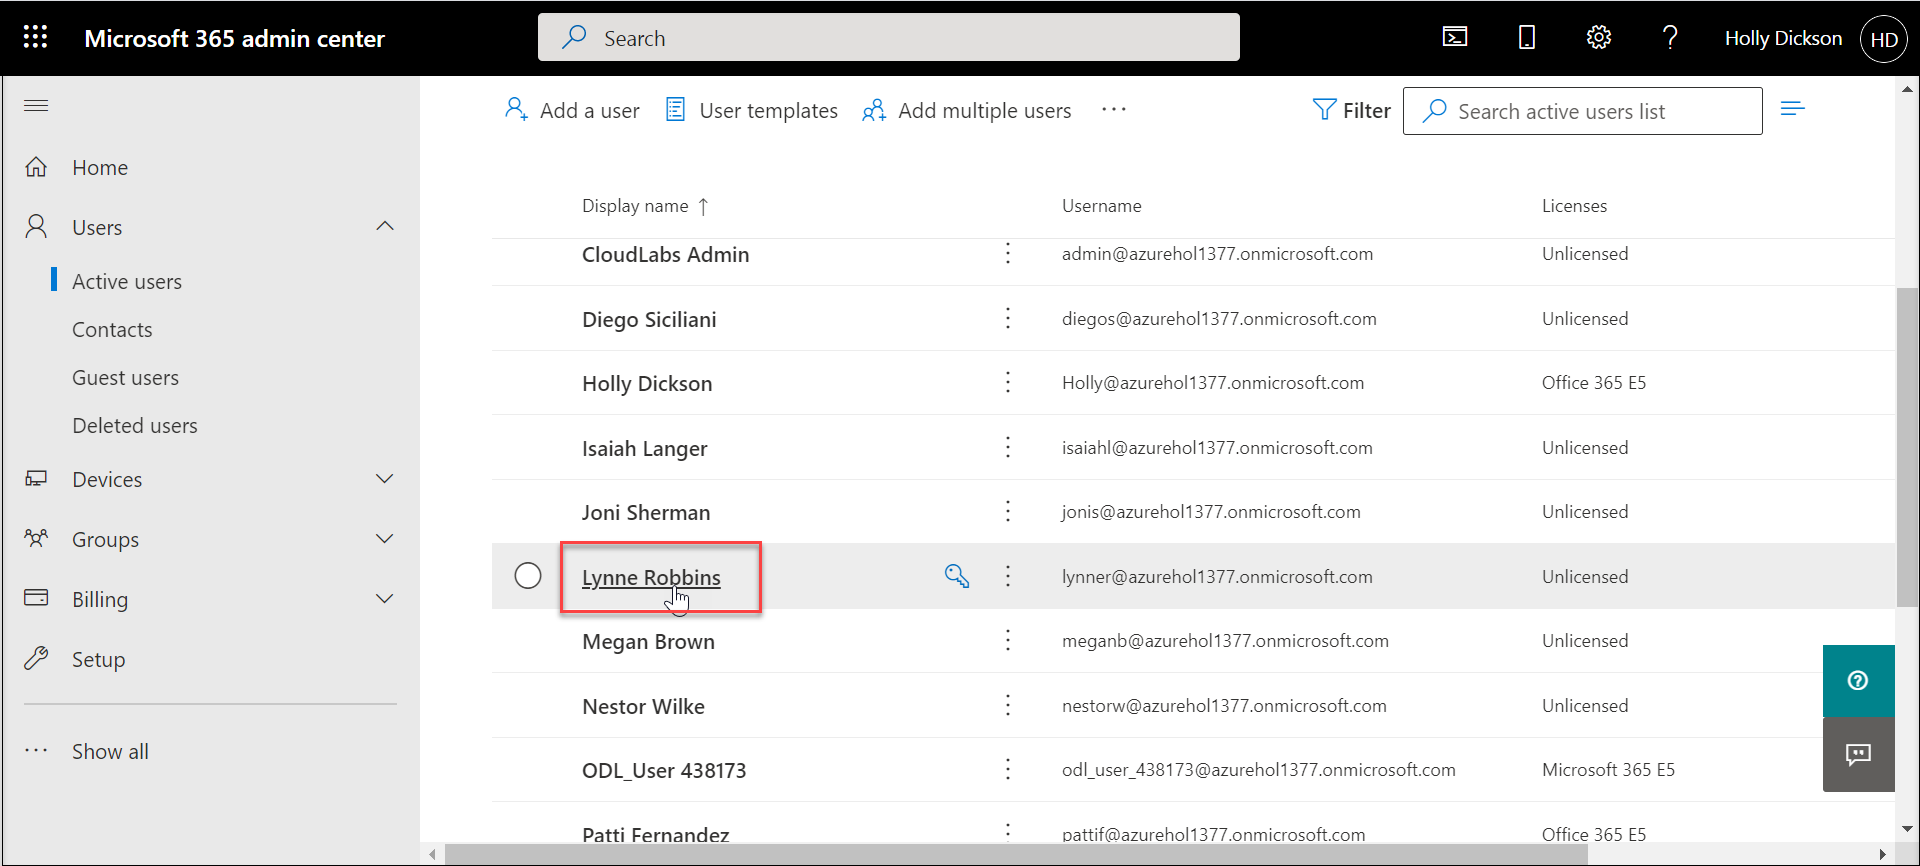 Microsoft 365 admin center
Search
Holly Dickson
HD
Home
Users
Active users
Contacts
Guest users
Deleted users
Devices
Groups
Billing
Setup
Show all
Add a user
User templates
Add multiple users
Filter
Search active users list
Display name ↑ Username Licenses
CloudLabs Admin admin@azurehol1377.onmicrosoft.com Unlicensed
Diego Siciliani diegos@azurehol1377.onmicrosoft.com Unlicensed
Holly Dickson Holly@azurehol1377.onmicrosoft.com Office 365 E5
Isaiah Langer isaiahl@azurehol1377.onmicrosoft.com Unlicensed
Joni Sherman jonis@azurehol1377.onmicrosoft.com Unlicensed
Lynne Robbins lynner@azurehol1377.onmicrosoft.com Unlicensed
Megan Brown meganb@azurehol1377.onmicrosoft.com Unlicensed
Nestor Wilke nestorw@azurehol1377.onmicrosoft.com Unlicensed
ODL_User 438173 odl_user_438173@azurehol1377.onmicrosoft.com Microsoft 365 E5
Patti Fernandez pattif@azurehol1377.onmicrosoft.com Office 365 E5